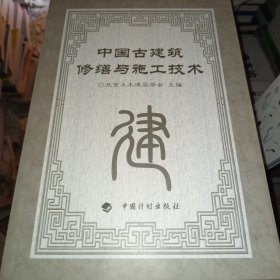 中国古建筑
修缮与施工技术
◎北京土木建筑学会 主编
建
中国计划出版社